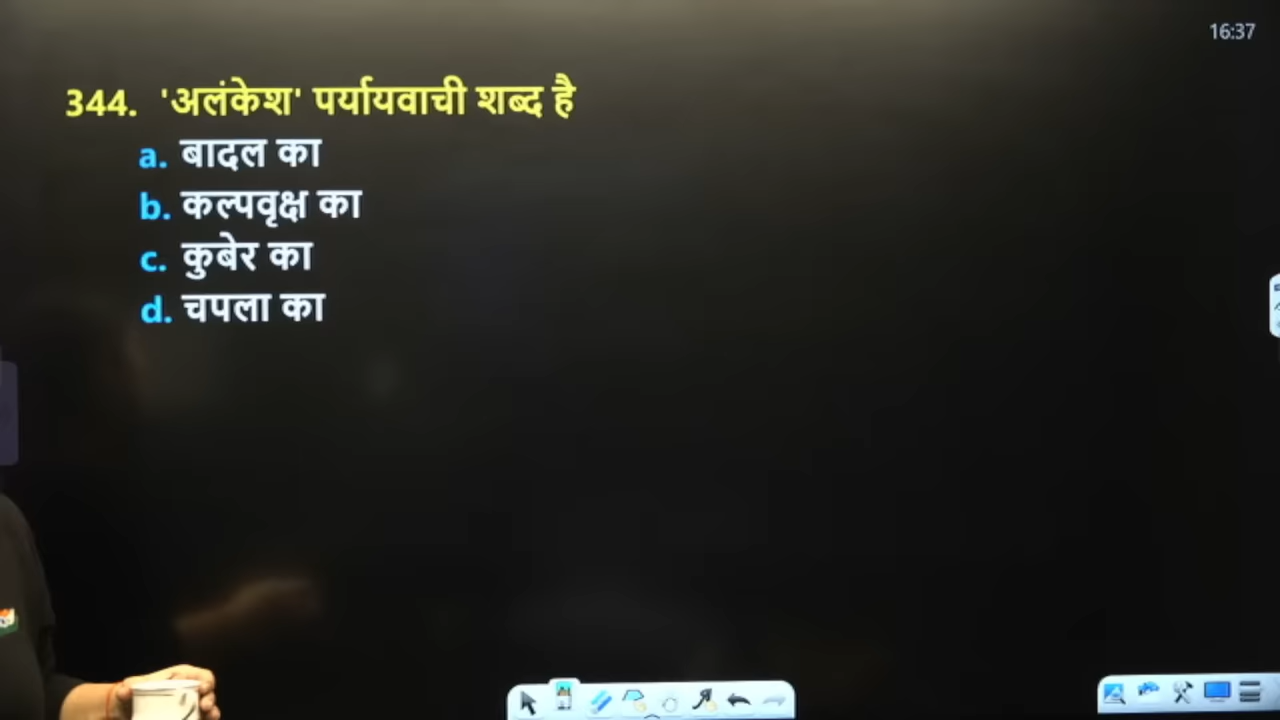 16:37
344. 'अलंकेश' पर्यायवाची शब्द है
a. बादल का
b. कल्पवृक्ष का
c. कुबेर का
d. चपला का